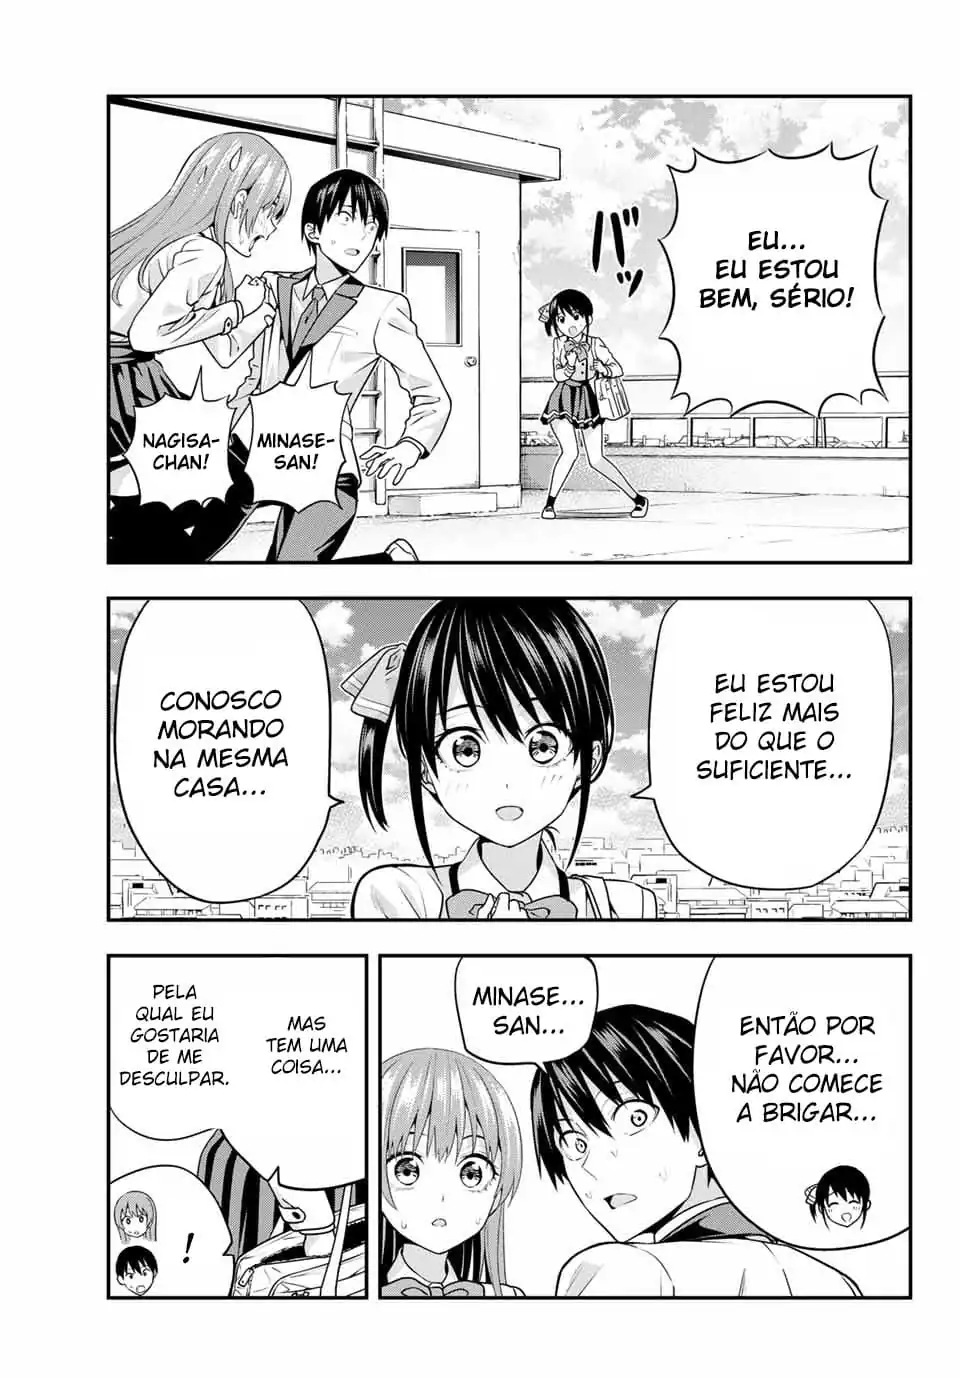 EU...
EU ESTOU
BEM, SÉRIO!
バッ
MINASE-
SAN!
NAGISA-
CHAN!
EU ESTOU
FELIZ MAIS
DO QUE O
SUFICIENTE...
CONOSCO
MORANDO
NA MESMA
CASA...
ENTÃO POR
FAVOR...
NÃO COMECE
A BRIGAR...
MINASE...
SAN...
MAS
TEM UMA
COISA...
PELA
QUAL EU
GOSTARIA
DE ME
DESCULPAR.
!